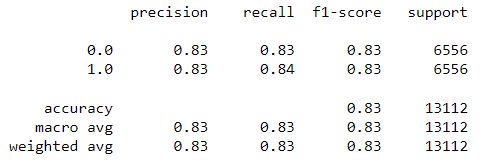 precision recall f1-score support
0.0 0.83 0.83 0.83 6556
1.0 0.83 0.84 0.83 6556
accuracy 0.83 13112
macro avg 0.83 0.83 0.83 13112
weighted avg 0.83 0.83 0.83 13112